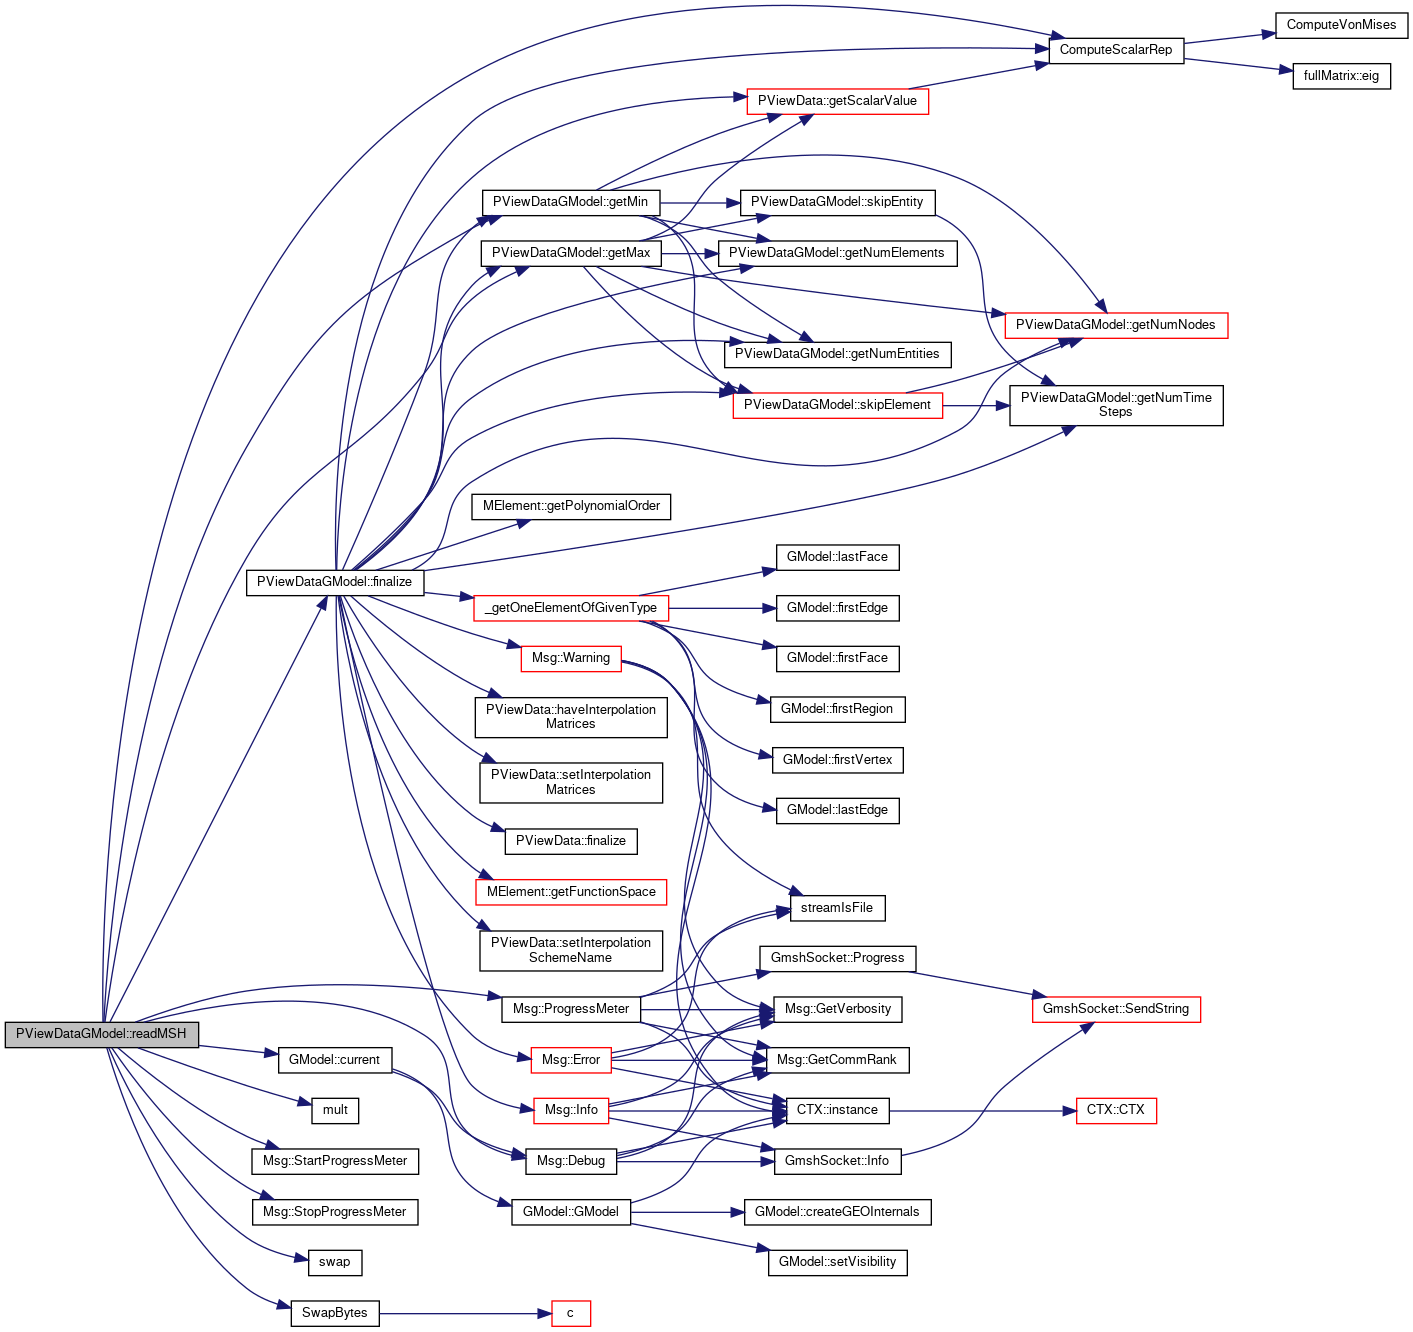 ComputeVonMises
ComputeScalarRep
fullMatrix::eig
PViewData::getScalarValue
PViewDataGModel::getMin
PViewDataGModel::skipEntity
PViewDataGModel::getMax
PViewDataGModel::getNumElements
PViewDataGModel::getNumNodes
PViewDataGModel::getNumEntities
PViewDataGModel::skipElement
PViewDataGModel::getNumTime
Steps
MElement::getPolynomialOrder
GModel::lastFace
PViewDataGModel::finalize
_getOneElementOfGivenType
GModel::firstEdge
Msg::Warning
GModel::firstFace
PViewData::haveInterpolation
Matrices
GModel::firstRegion
GModel::firstVertex
PViewData::setInterpolation
Matrices
GModel::lastEdge
PViewData::finalize
MElement::getFunctionSpace
streamIsFile
PViewData::setInterpolation
SchemeName
GmshSocket::Progress
Msg::ProgressMeter
Msg::GetVerbosity
GmshSocket::SendString
PViewDataGModel::readMSH
GModel::current
Msg::Error
Msg::GetCommRank
mult
Msg::Info
CTX::instance
CTX::CTX
Msg::StartProgressMeter
Msg::Debug
GmshSocket::Info
Msg::StopProgressMeter
GModel::GModel
GModel::createGEOInternals
swap
GModel::setVisibility
SwapBytes
c